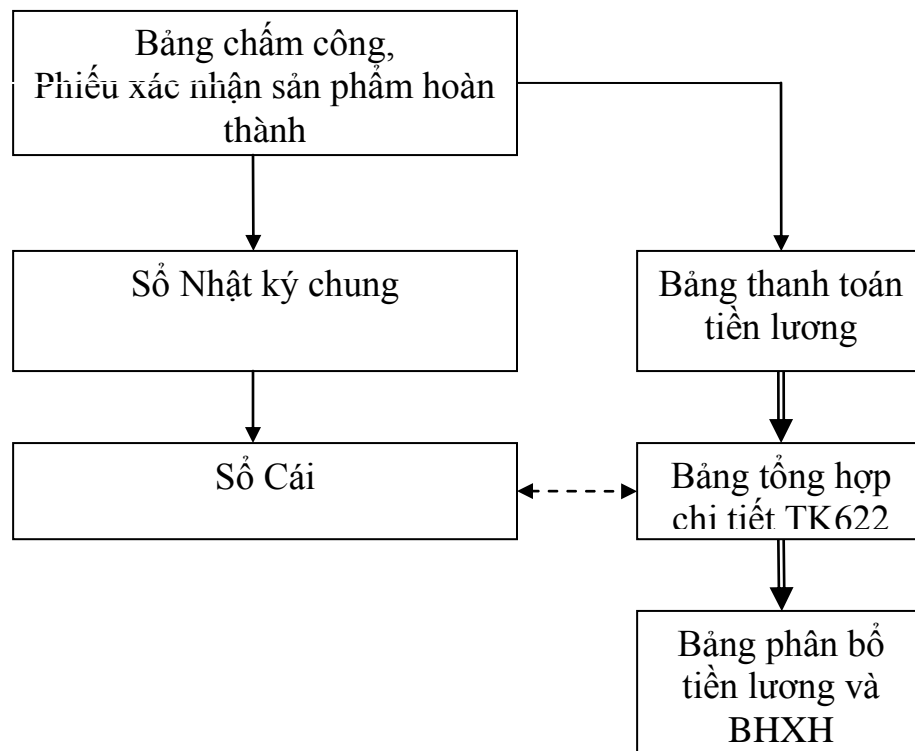 Bảng chấm công,
Phiếu xác nhận sản phẩm hoàn
thành
Sổ Nhật ký chung
Bảng thanh toán
tiền lương
Sổ Cái
Bảng tổng hợp
chi tiết TK622
Bảng phân bổ
tiền lương và
BHXH